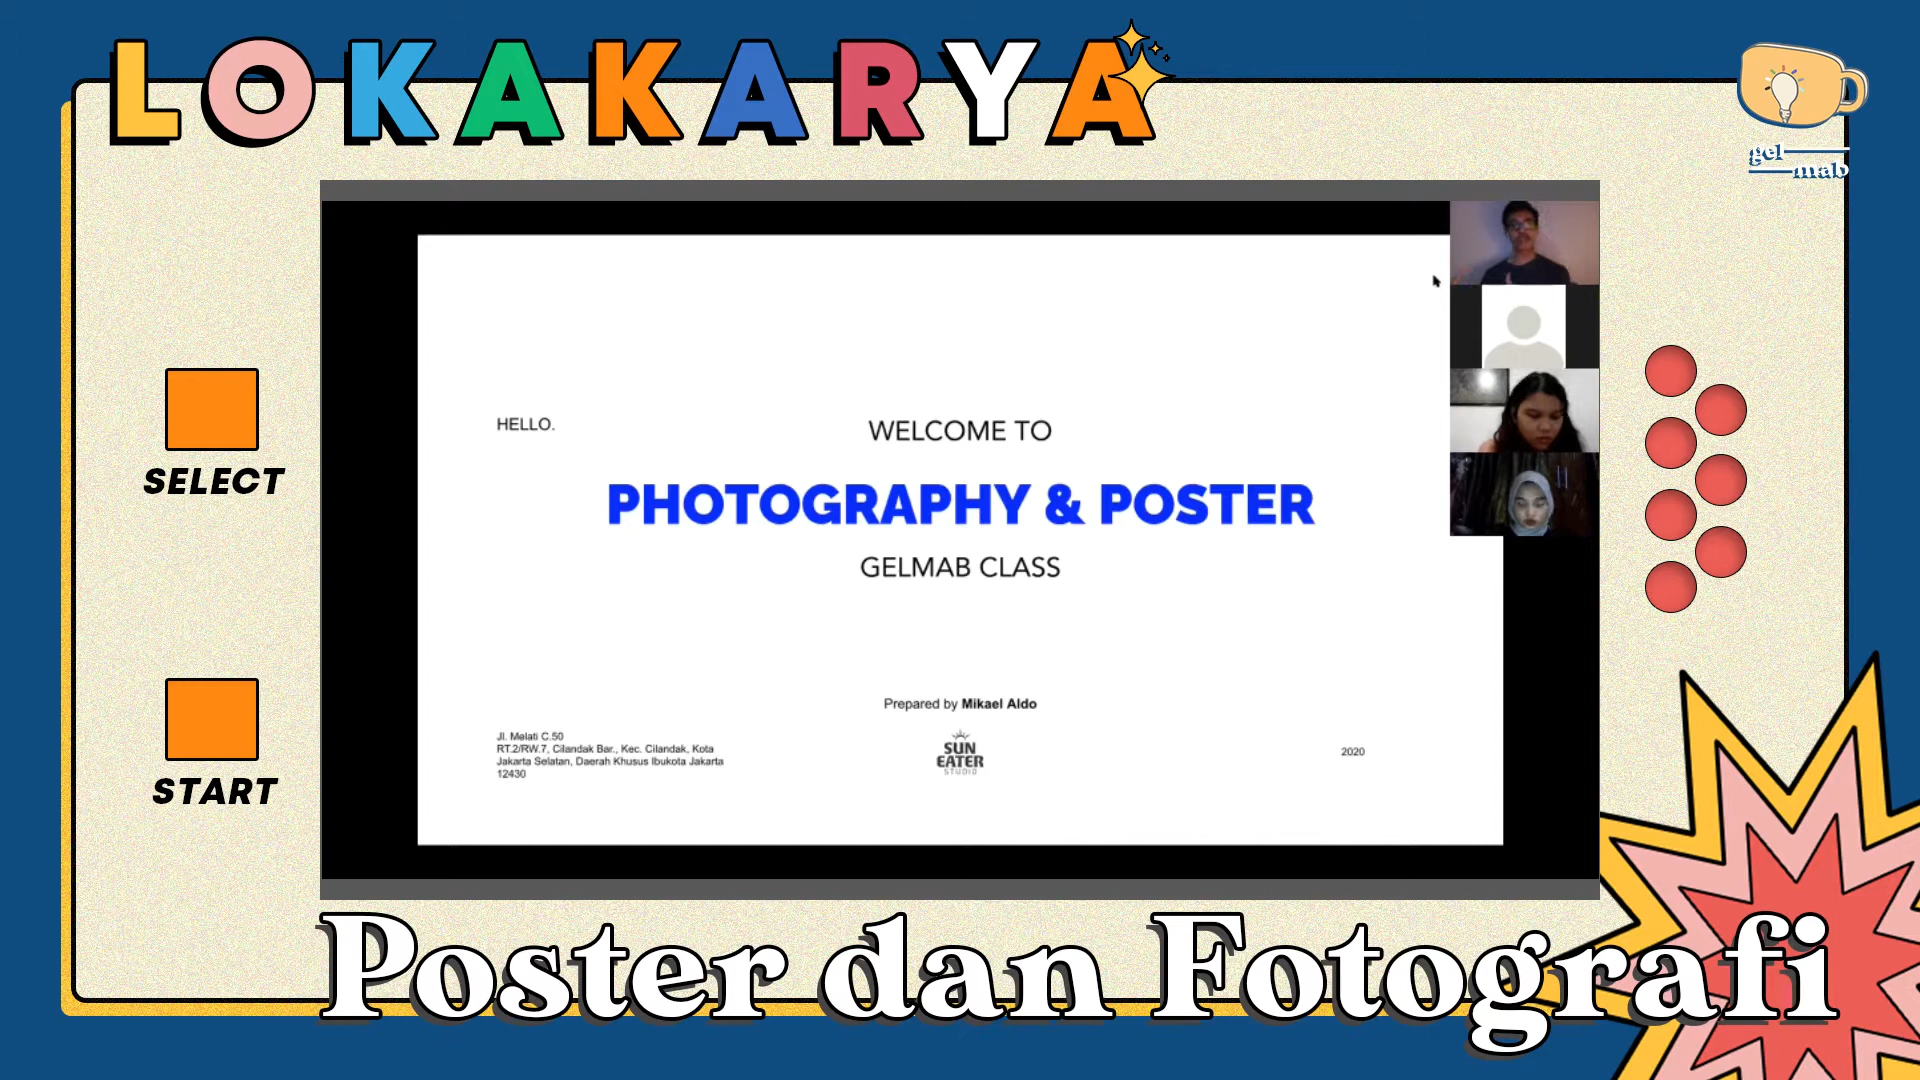 LOKAKARYA
gel
mab
HELLO.
WELCOME TO
PHOTOGRAPHY & POSTER
GELMAB CLASS
SELECT
START
Prepared by Mikael Aldo
Jl. Melati C.50
RT.2/RW.7, Cilandak Bar., Kec. Cilandak, Kota
Jakarta Selatan, Daerah Khusus Ibukota Jakarta
12430
SUN
EATER
STUDIO
2020
Poster dan Fotografi